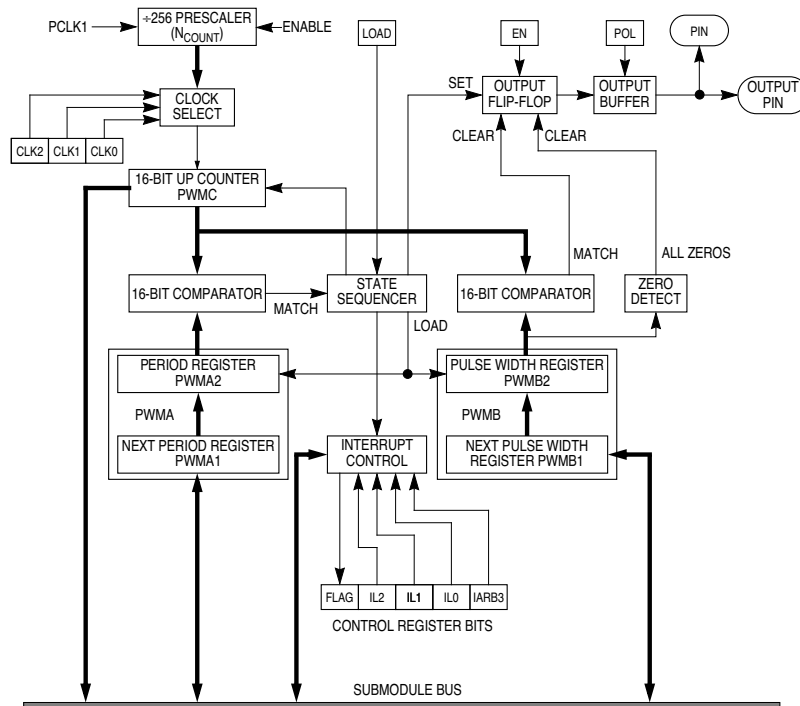 ÷256 PRESCALER
(NCOUNT)
PCLK1
ENABLE
LOAD
EN
POL
PIN
SET
OUTPUT
FLIP-FLOP
OUTPUT
BUFFER
OUTPUT
PIN
CLOCK
SELECT
CLEAR
CLEAR
CLK2
CLK1
CLK0
16-BIT UP COUNTER
PWMC
MATCH
ALL ZEROS
16-BIT COMPARATOR
MATCH
STATE
SEQUENCER
16-BIT COMPARATOR
ZERO
DETECT
LOAD
PERIOD REGISTER
PWMA2
PULSE WIDTH REGISTER
PWMB2
PWMA
PWMB
NEXT PERIOD REGISTER
PWMA1
INTERRUPT
CONTROL
NEXT PULSE WIDTH
REGISTER PWMB1
FLAG
IL2
IL1
IL0
IARB3
CONTROL REGISTER BITS
SUBMODULE BUS